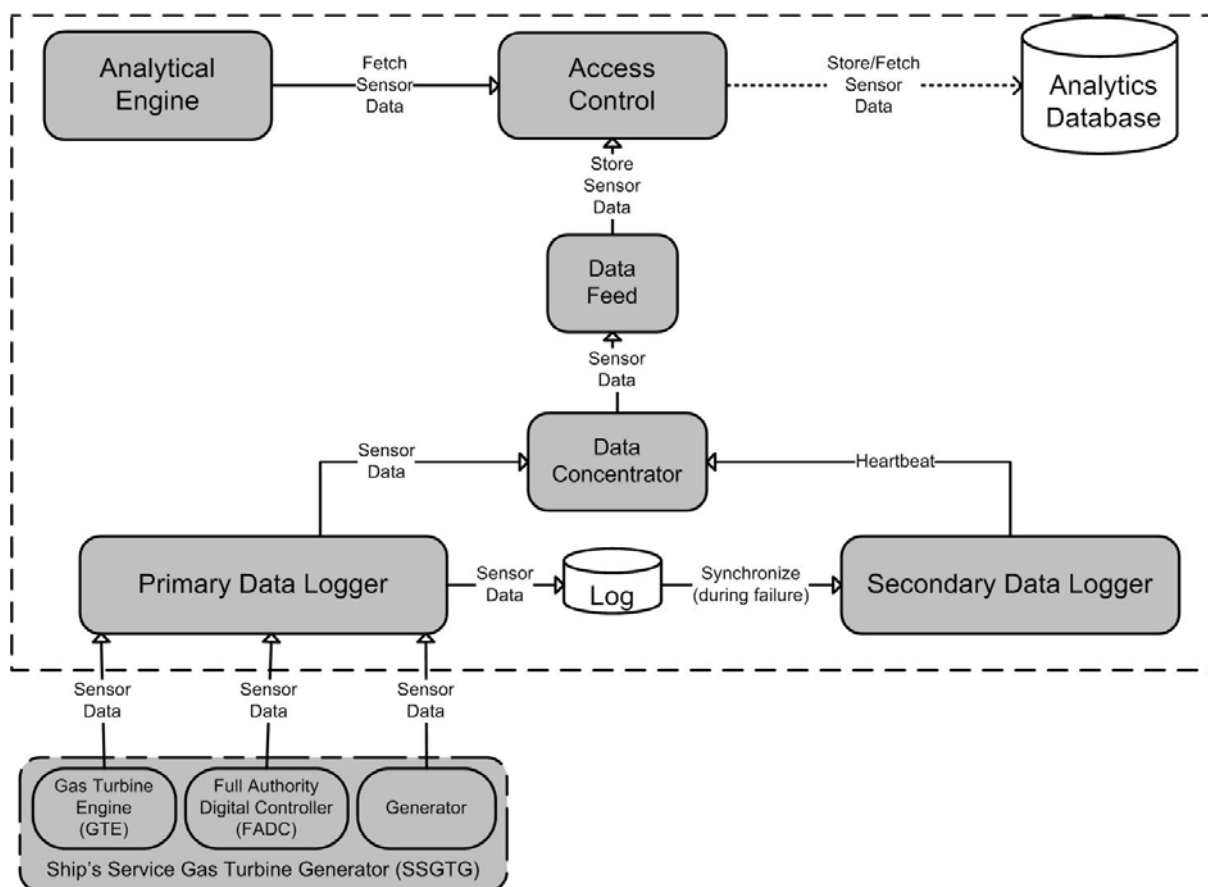 Analytical
Engine
Fetch
Sensor
Data
Access
Control
Store/Fetch
Sensor
Data
Analytics
Database
Store
Sensor
Data
Data
Feed
Sensor
Data
Sensor
Data
Data
Concentrator
Heartbeat
Primary Data Logger
Sensor
Data
Log
Synchronize
(during failure)
Secondary Data Logger
Sensor
Data
Sensor
Data
Sensor
Data
Gas Turbine
Engine
(GTE)
Full Authority
Digital Controller
(FADC)
Generator
Ship's Service Gas Turbine Generator (SSGTG)